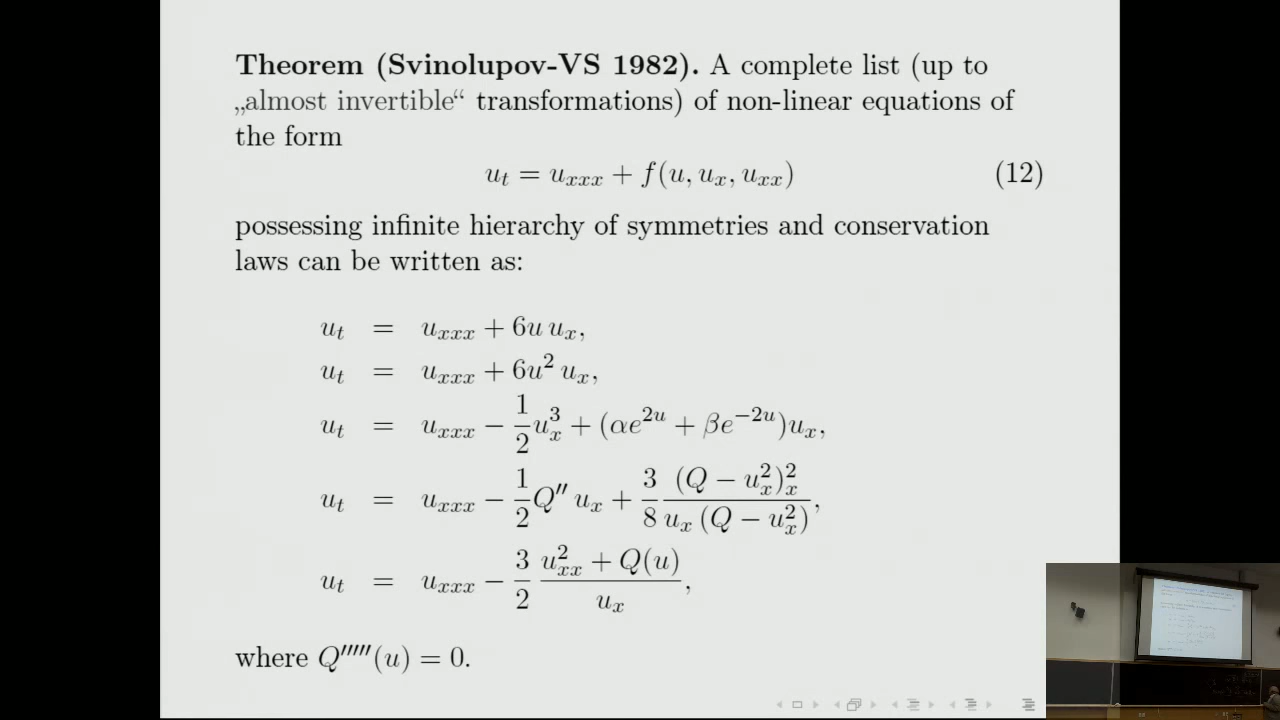 Theorem (Svinolupov-VS 1982). A complete list (up to
„almost invertible“ transformations) of non-linear equations of
the form
u_t = u_{xxx} + f(u, u_x, u_{xx}) (12)
possessing infinite hierarchy of symmetries and conservation
laws can be written as:
u_t = u_{xxx} + 6u u_x,
u_t = u_{xxx} + 6u^2 u_x,
u_t = u_{xxx} − \frac{1}{2} u_x^3 + (αe^{2u} + βe^{−2u})u_x,
u_t = u_{xxx} − \frac{1}{2} Q'' u_x + \frac{3}{8} \frac{(Q − u_x^2)_x^2}{u_x (Q − u_x^2)},
u_t = u_{xxx} − \frac{3}{2} \frac{u_{xx}^2 + Q(u)}{u_x},
where Q'''''(u) = 0.